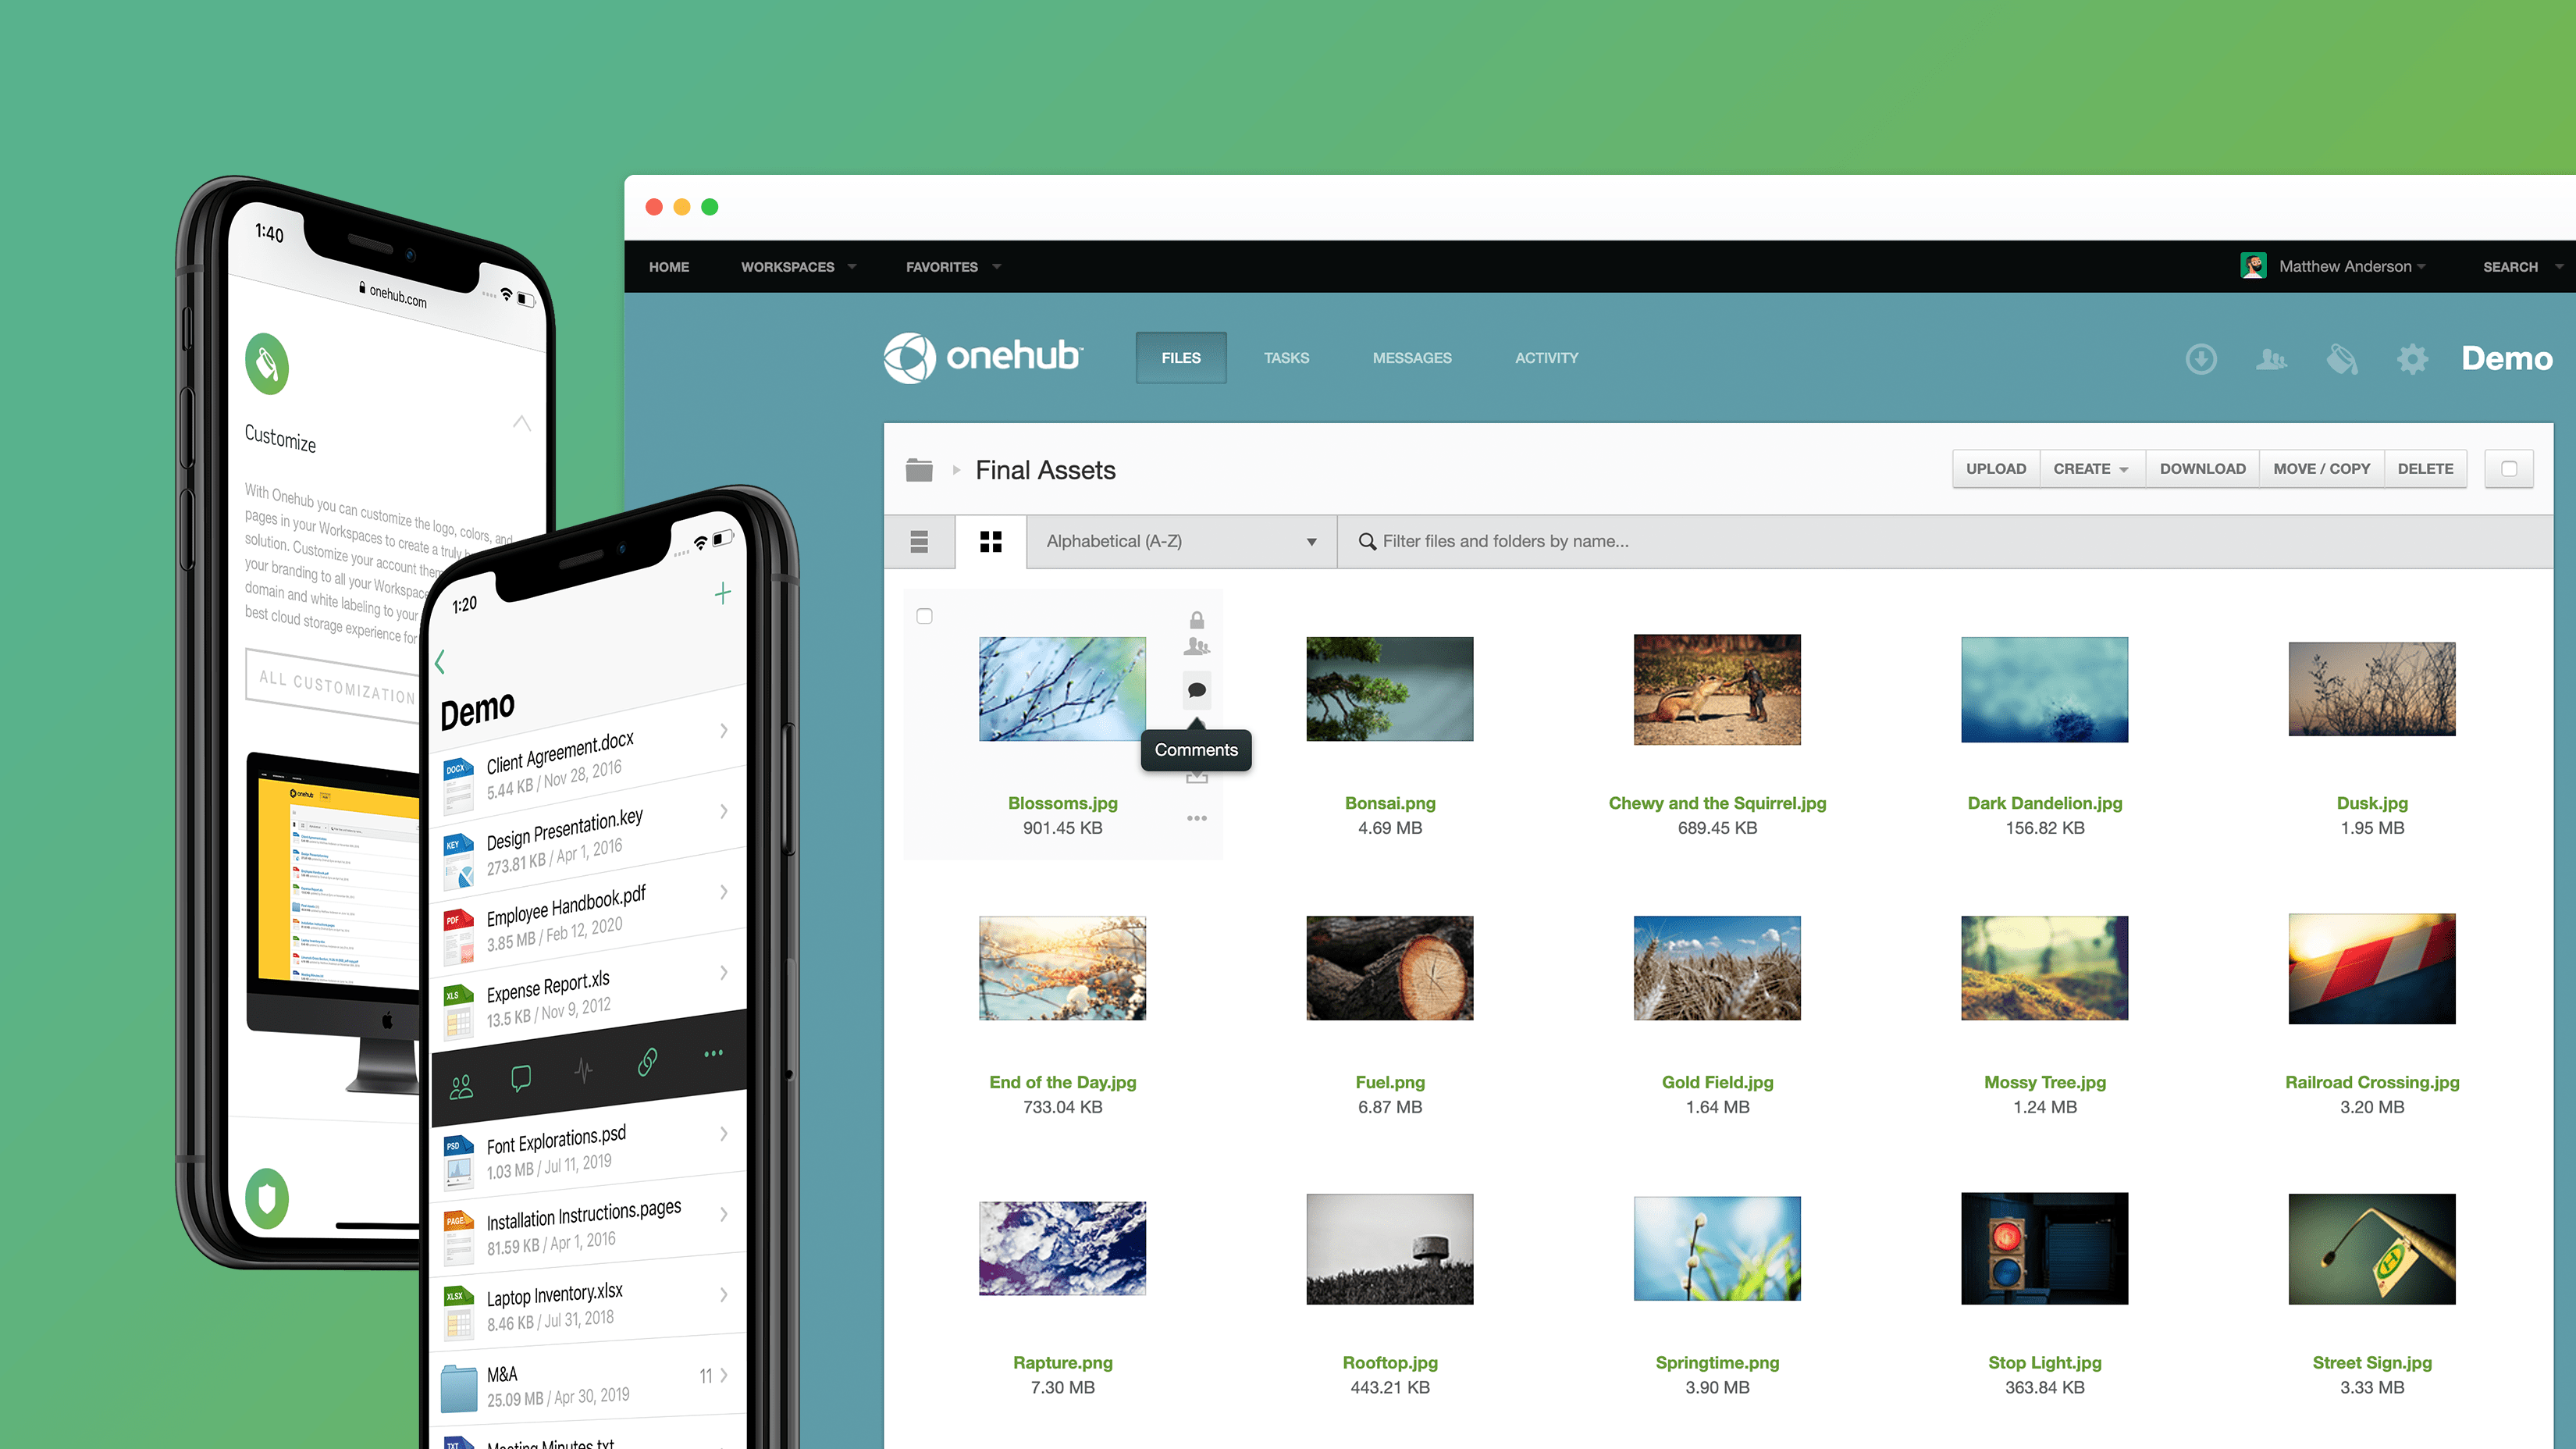 1:40
onehub.com
Customize
With Onehub you can customize the logo, colors, and
pages in your Workspaces to create a truly
solution. Customize your account
your branding to all your
domain and white labeling to your
best cloud storage experience for
ALL CUSTOMIZATION
1:20
Demo
DOCX
Client Agreement.docx
5.44 KB / Nov 28, 2016
KEY
Design Presentation.key
273.81 KB / Apr 1, 2016
PDF
Employee Handbook.pdf
3.85 MB / Feb 12, 2020
XLS
Expense Report.xls
13.5 KB / Nov 9, 2012
PSD
Font Explorations.psd
1.03 MB / Jul 11, 2019
PAGE
Installation Instructions.pages
81.59 KB / Apr 1, 2016
XLSX
Laptop Inventory.xlsx
8.46 KB / Jul 31, 2018
M&A
25.09 MB / Apr 30, 2019
11
TXT
Meeting Minutes.txt
HOME
WORKSPACES
FAVORITES
Matthew Anderson
SEARCH
onehub™
FILES
TASKS
MESSAGES
ACTIVITY
Demo
Final Assets
UPLOAD
CREATE
DOWNLOAD
MOVE / COPY
DELETE
Alphabetical (A-Z)
Filter files and folders by name...
Comments
Blossoms.jpg
901.45 KB
Bonsai.png
4.69 MB
Chewy and the Squirrel.jpg
689.45 KB
Dark Dandelion.jpg
156.82 KB
Dusk.jpg
1.95 MB
End of the Day.jpg
733.04 KB
Fuel.png
6.87 MB
Gold Field.jpg
1.64 MB
Mossy Tree.jpg
1.24 MB
Railroad Crossing.jpg
3.20 MB
Rapture.png
7.30 MB
Rooftop.jpg
443.21 KB
Springtime.png
3.90 MB
Stop Light.jpg
363.84 KB
Street Sign.jpg
3.33 MB
H